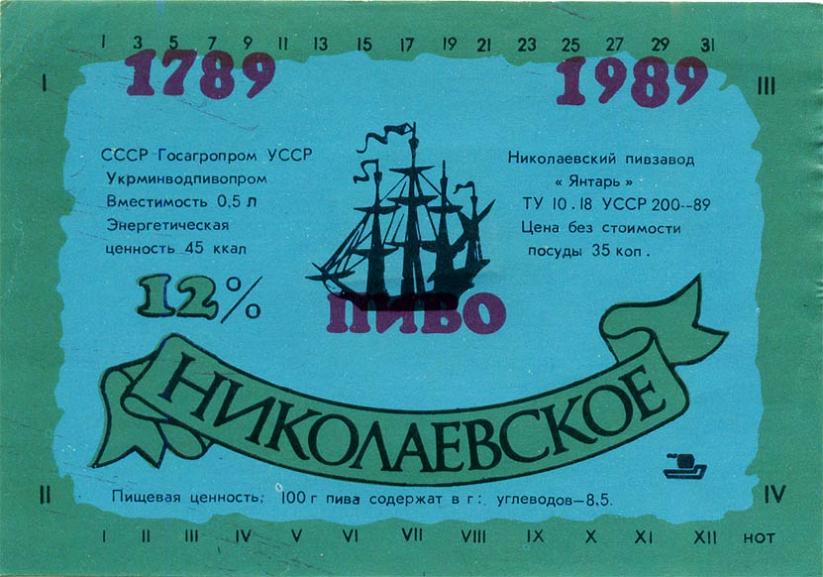 1 3 5 7 9 11 13 15 17 19 21 23 25 27 29 31
1789
1989
I
III
СССР Госагропром УССР
Укрминводпивопром
Вместимость 0,5 л
Энергетическая
ценность 45 ккал
Николаевский пивзавод
« Янтарь »
ТУ 10.18 УССР 200--89
Цена без стоимости
посуды 35 коп.
12%
ПИВО
НИКОЛАЕВСКОЕ
II
Пищевая ценность: 100 г пива содержат в г: углеводов—8,5.
IV
I II III IV V VI VII VIII IX X XI XII НОТ